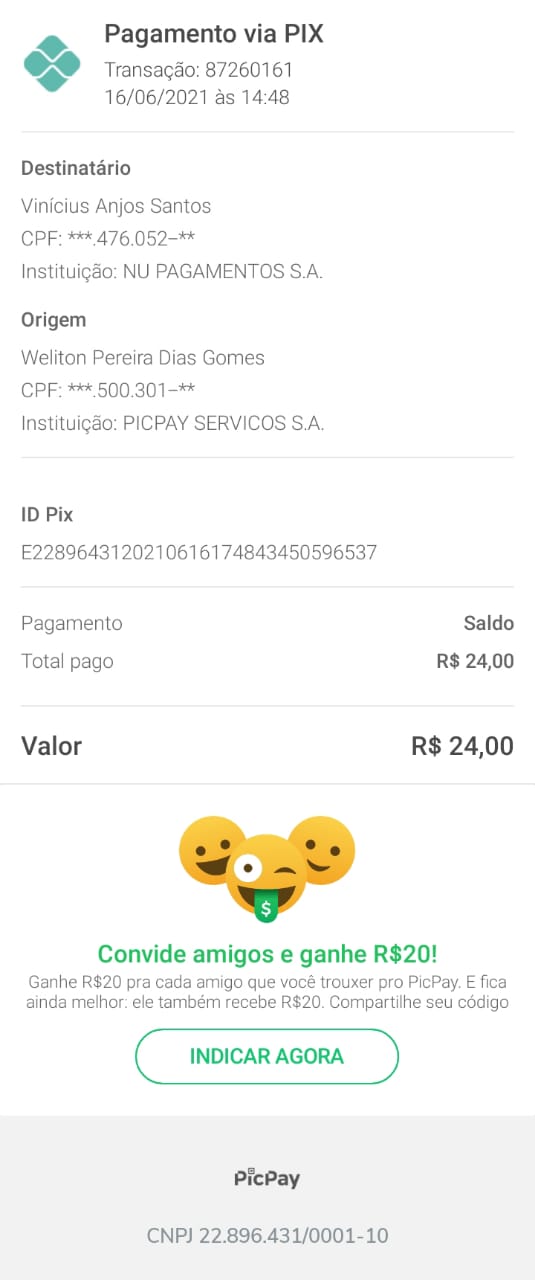 Pagamento via PIX
Transação: 87260161
16/06/2021 às 14:48
Destinatário
Vinícius Anjos Santos
CPF: ***.476.052-**
Instituição: NU PAGAMENTOS S.A.
Origem
Weliton Pereira Dias Gomes
CPF: ***.500.301-**
Instituição: PICPAY SERVICOS S.A.
ID Pix
E22896431202106161748434505​96537
Pagamento Saldo
Total pago R$ 24,00
Valor R$ 24,00
$
Convide amigos e ganhe R$20!
Ganhe R$20 pra cada amigo que você trouxer pro PicPay. E fica
ainda melhor: ele também recebe R$20. Compartilhe seu código
INDICAR AGORA
PicPay
CNPJ 22.896.431/0001-10